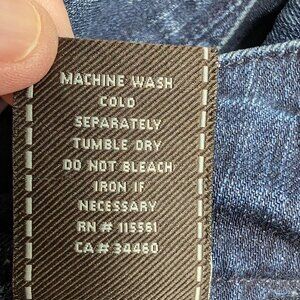 MACHINE WASH
COLD
SEPARATELY
TUMBLE DRY
DO NOT BLEACH
IRON IF
NECESSARY
RN # 115561
CA # 34460